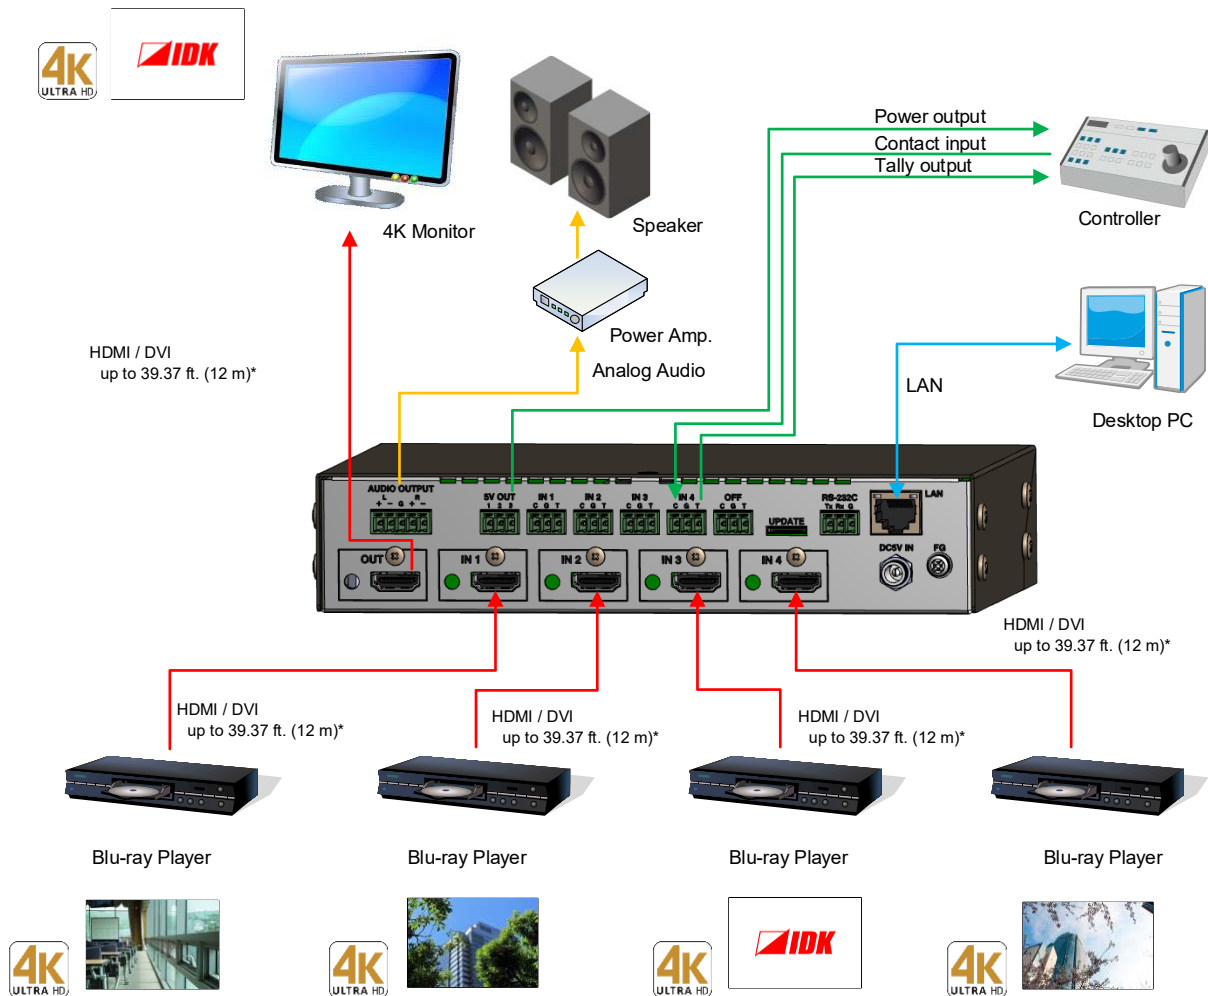 4K
ULTRA HD
IDK
4K Monitor
Speaker
Power output
Contact input
Tally output
Controller
Power Amp.
Analog Audio
HDMI / DVI
up to 39.37 ft. (12 m)*
LAN
Desktop PC
AUDIO OUTPUT
L R
+ – G + –
5V OUT
1 2 3
IN 1
C G T
IN 2
C G T
IN 3
C G T
IN 4
C G T
OFF
C G T
UPDATE
RS-232C
Tx Rx G
LAN
OUT
IN 1
IN 2
IN 3
IN 4
DC5V IN
FG
HDMI / DVI
up to 39.37 ft. (12 m)*
HDMI / DVI
up to 39.37 ft. (12 m)*
HDMI / DVI
up to 39.37 ft. (12 m)*
HDMI / DVI
up to 39.37 ft. (12 m)*
Blu-ray Player
Blu-ray Player
Blu-ray Player
Blu-ray Player
4K
ULTRA HD
4K
ULTRA HD
4K
ULTRA HD
IDK
4K
ULTRA HD